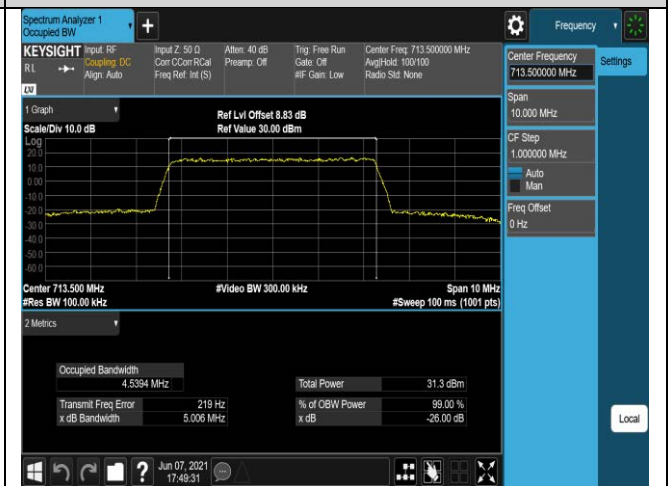 Spectrum Analyzer 1
Occupied BW
+
Frequency
KEYSIGHT
RL
Input: RF
Coupling: DC
Align: Auto
Input Z: 50 Ω
Corr CCorr RCal
Freq Ref: Int (S)
Atten: 40 dB
Preamp: Off
Trig: Free Run
Gate: Off
#IF Gain: Low
Center Freq: 713.500000 MHz
Avg|Hold: 100/100
Radio Std: None
LXI
Center Frequency
713.500000 MHz
Settings
Span
10.000 MHz
CF Step
1.000000 MHz
Auto
Man
Freq Offset
0 Hz
Local
1 Graph
Scale/Div 10.0 dB
Ref Lvl Offset 8.83 dB
Ref Value 30.00 dBm
Log
20.0
10.0
0.00
-10.0
-20.0
-30.0
-40.0
-50.0
-60.0
Center 713.500 MHz
#Res BW 100.00 kHz
#Video BW 300.00 kHz
Span 10 MHz
#Sweep 100 ms (1001 pts)
2 Metrics
Occupied Bandwidth
4.5394 MHz
Total Power 31.3 dBm
Transmit Freq Error 219 Hz
% of OBW Power 99.00 %
x dB Bandwidth 5.006 MHz
x dB -26.00 dB
?
Jun 07, 2021
17:49:31